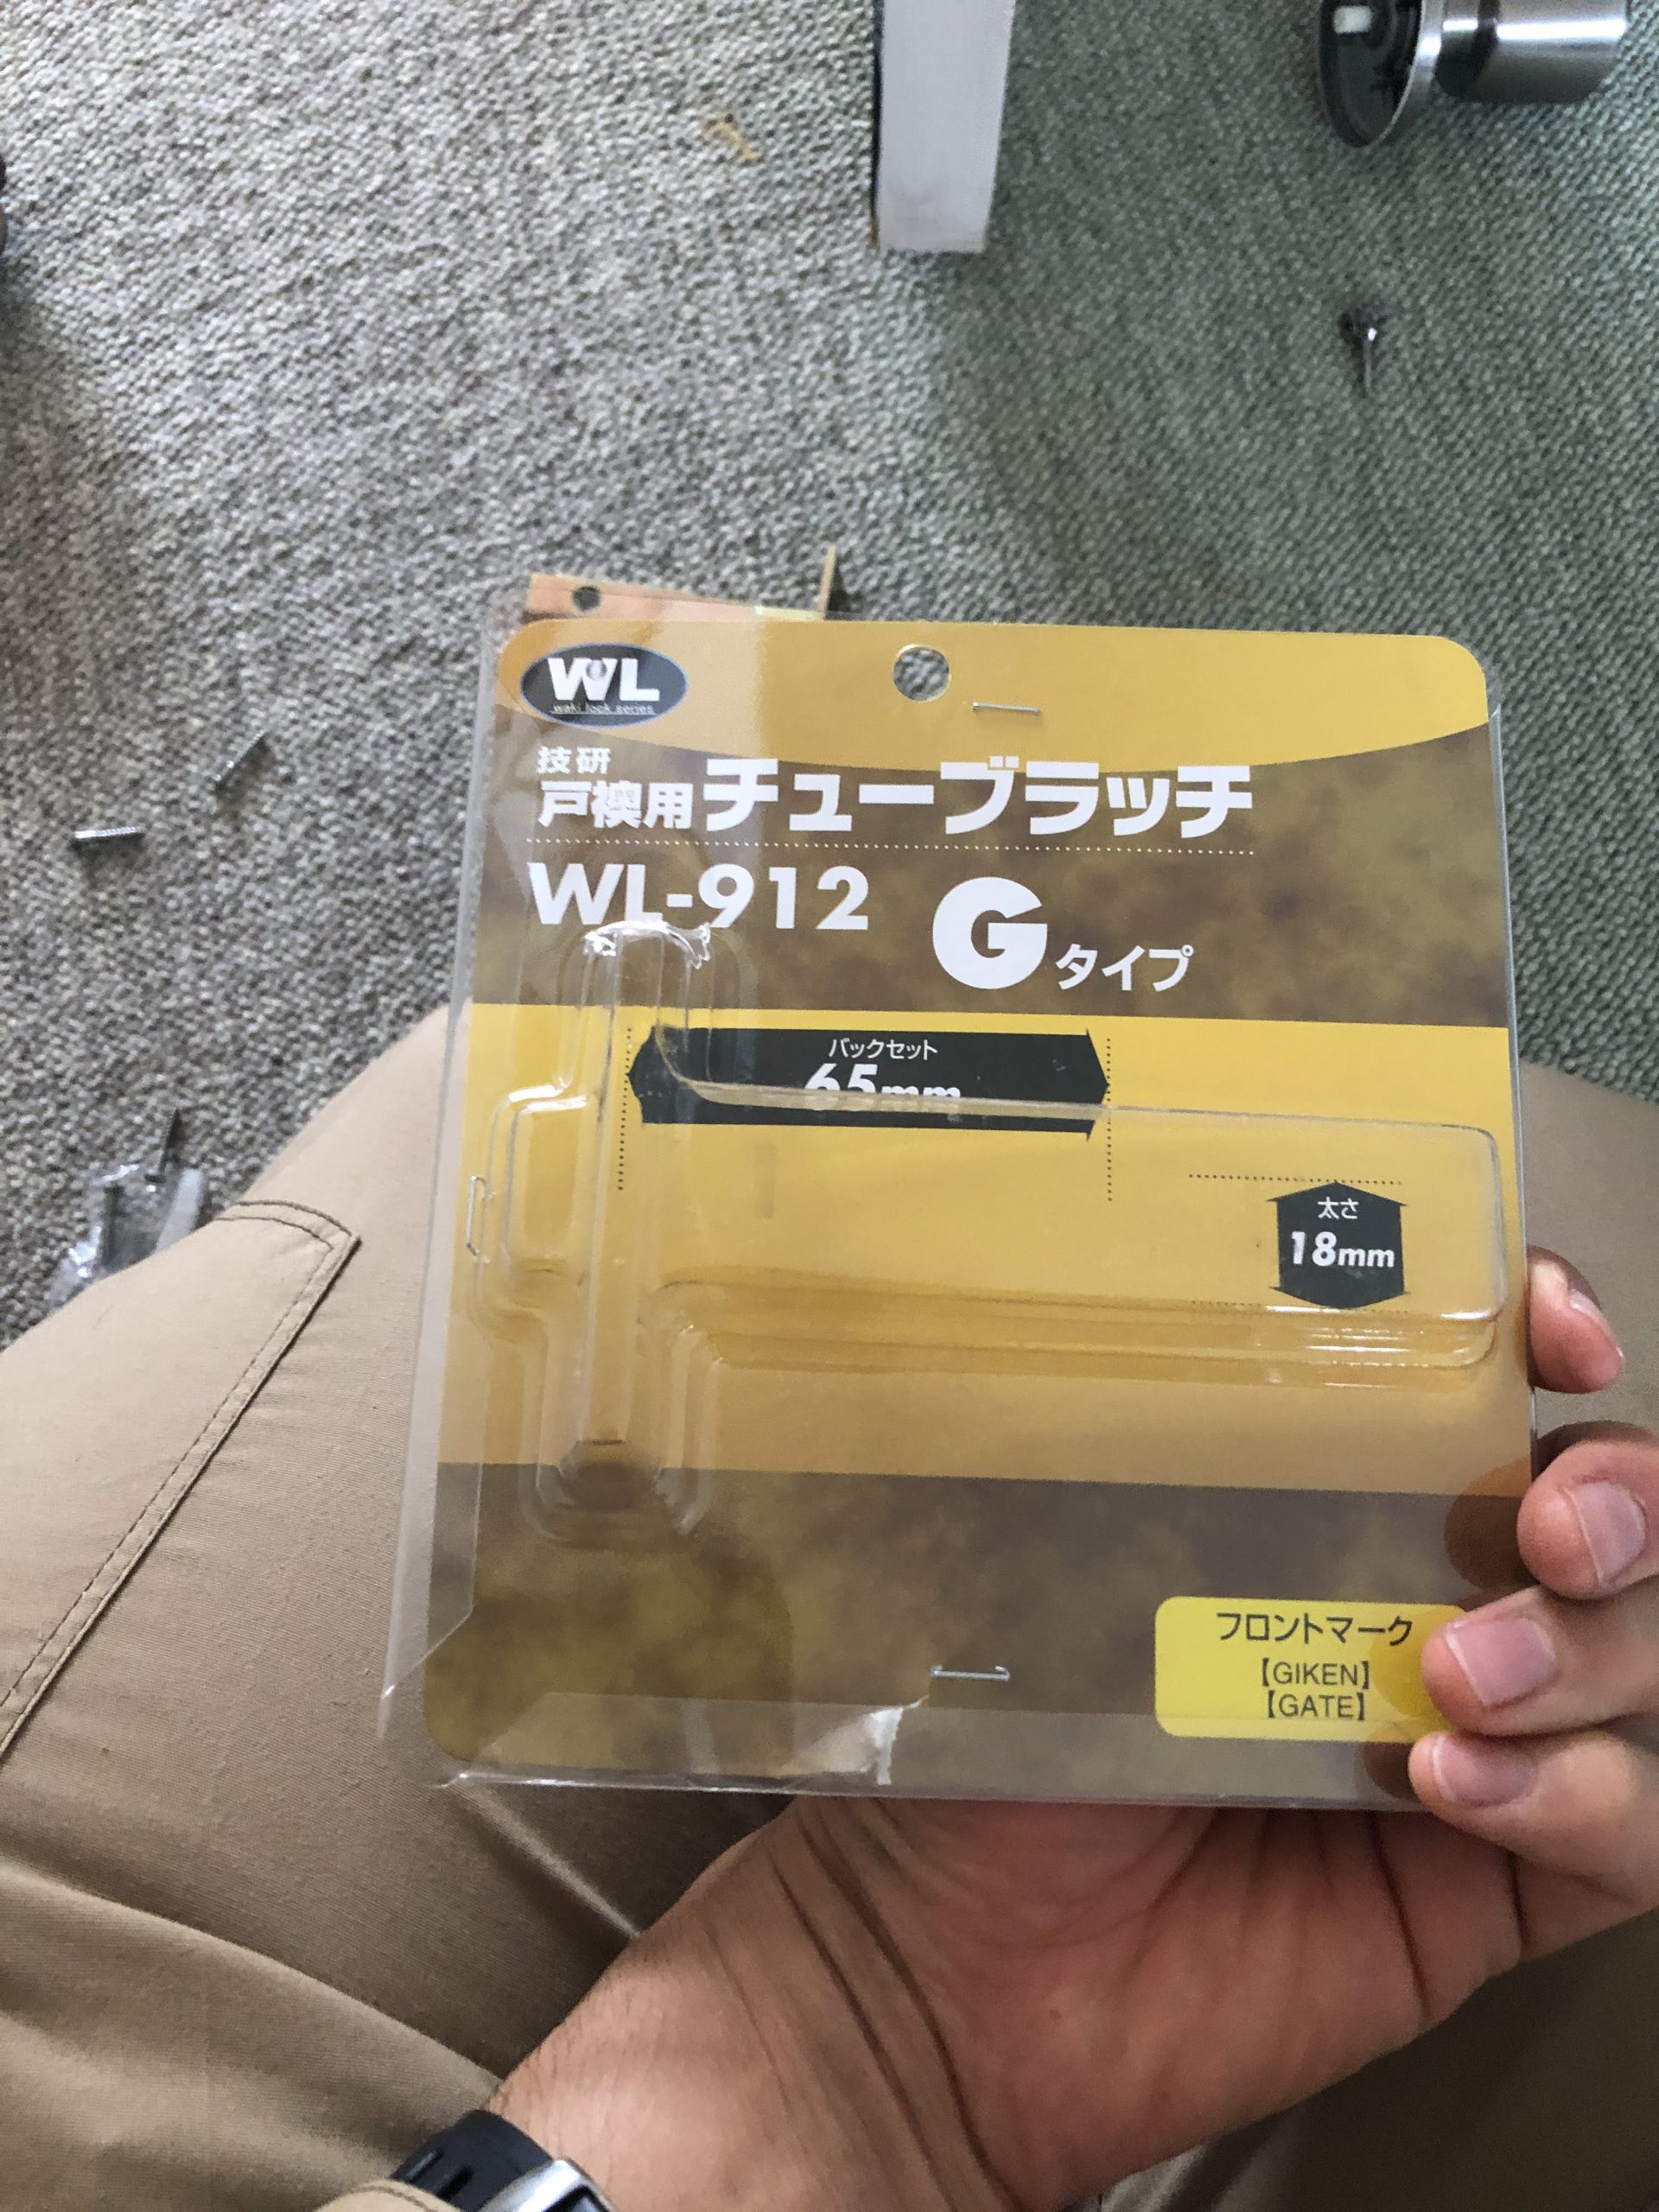 WL
waki lock series
技研
戸襖用チューブラッチ
WL-912 Gタイプ
バックセット
65mm
太さ
18mm
フロントマーク
【GIKEN】
【GATE】